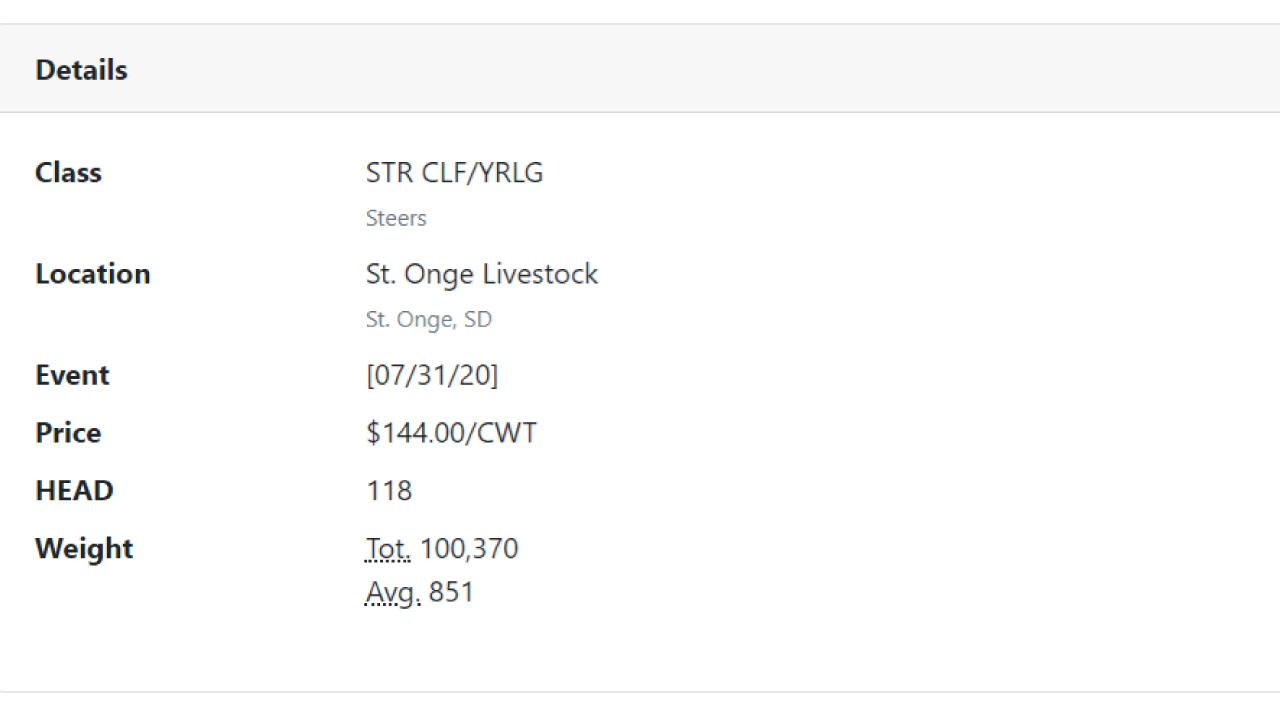 Details
Class STR CLF/YRLG
Steers
Location St. Onge Livestock
St. Onge, SD
Event [07/31/20]
Price $144.00/CWT
HEAD 118
Weight Tot. 100,370
Avg. 851